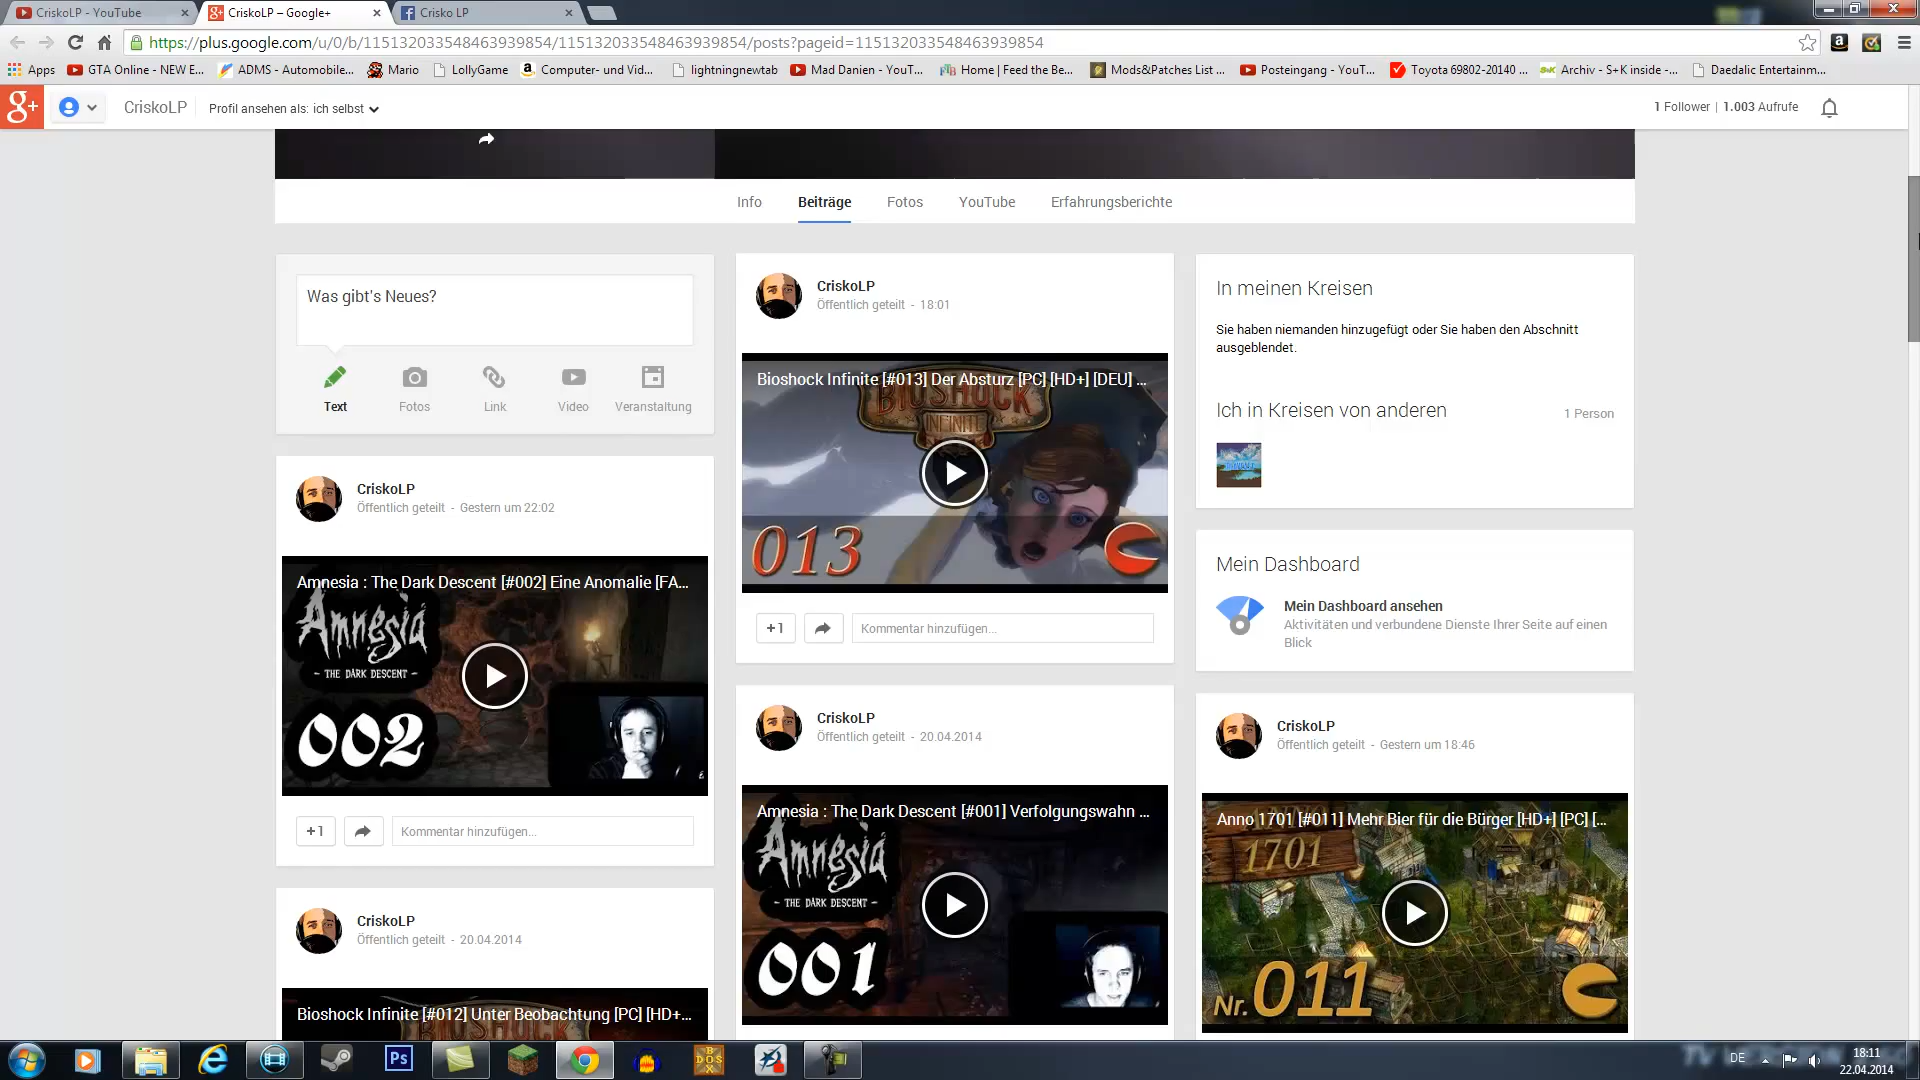 CriskoLP - YouTube
CriskoLP – Google+
Crisko LP
https://plus.google.com/u/0/b/115132033548463939854/115132033548463939854/posts?pageid=115132033548463939854
Apps
GTA Online - NEW E...
ADMS - Automobile...
Mario
LollyGame
Computer- und Vid...
lightningnewtab
Mad Danien - YouT...
Home | Feed the Be...
Mods&Patches List ...
Posteingang - YouT...
Toyota 69802-20140 ...
Archiv - S+K inside -...
Daedalic Entertainm...
g+
CriskoLP
Profil ansehen als: ich selbst
1 Follower | 1.003 Aufrufe
Info
Beiträge
Fotos
YouTube
Erfahrungsberichte
Was gibt's Neues?
Text
Fotos
Link
Video
Veranstaltung
CriskoLP
Öffentlich geteilt - Gestern um 22:02
Amnesia : The Dark Descent [#002] Eine Anomalie [FA...
Amnesia
- THE DARK DESCENT -
002
+1
Kommentar hinzufügen...
CriskoLP
Öffentlich geteilt - 20.04.2014
Bioshock Infinite [#012] Unter Beobachtung [PC] [HD+...
CriskoLP
Öffentlich geteilt - 18:01
Bioshock Infinite [#013] Der Absturz [PC] [HD+] [DEU] ...
BIOSHOCK
INFINITE
013
+1
Kommentar hinzufügen...
CriskoLP
Öffentlich geteilt - 20.04.2014
Amnesia : The Dark Descent [#001] Verfolgungswahn ...
Amnesia
- THE DARK DESCENT -
001
In meinen Kreisen
Sie haben niemanden hinzugefügt oder Sie haben den Abschnitt
ausgeblendet.
Ich in Kreisen von anderen
1 Person
Mein Dashboard
Mein Dashboard ansehen
Aktivitäten und verbundene Dienste Ihrer Seite auf einen
Blick
CriskoLP
Öffentlich geteilt - Gestern um 18:46
Anno 1701 [#011] Mehr Bier für die Bürger [HD+] [PC] [...
1701
Nr. 011
Ps
DE
18:11
22.04.2014